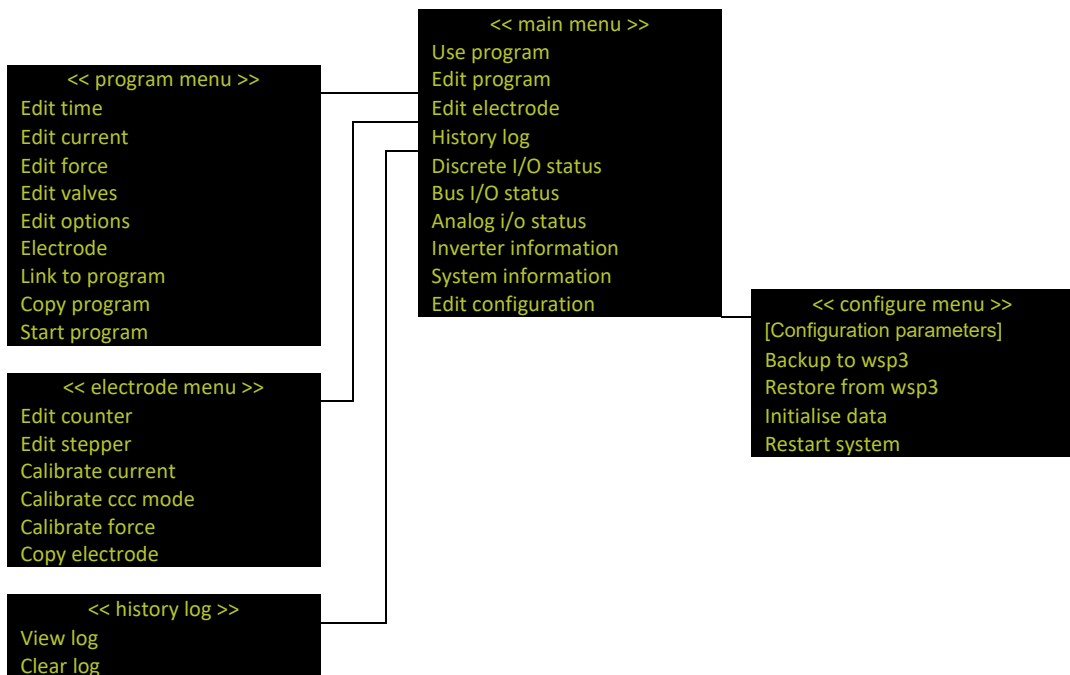 << main menu >>
Use program
Edit program
Edit electrode
History log
Discrete I/O status
Bus I/O status
Analog i/o status
Inverter information
System information
Edit configuration
<< program menu >>
Edit time
Edit current
Edit force
Edit valves
Edit options
Electrode
Link to program
Copy program
Start program
<< electrode menu >>
Edit counter
Edit stepper
Calibrate current
Calibrate ccc mode
Calibrate force
Copy electrode
<< history log >>
View log
Clear log
<< configure menu >>
[Configuration parameters]
Backup to wsp3
Restore from wsp3
Initialise data
Restart system